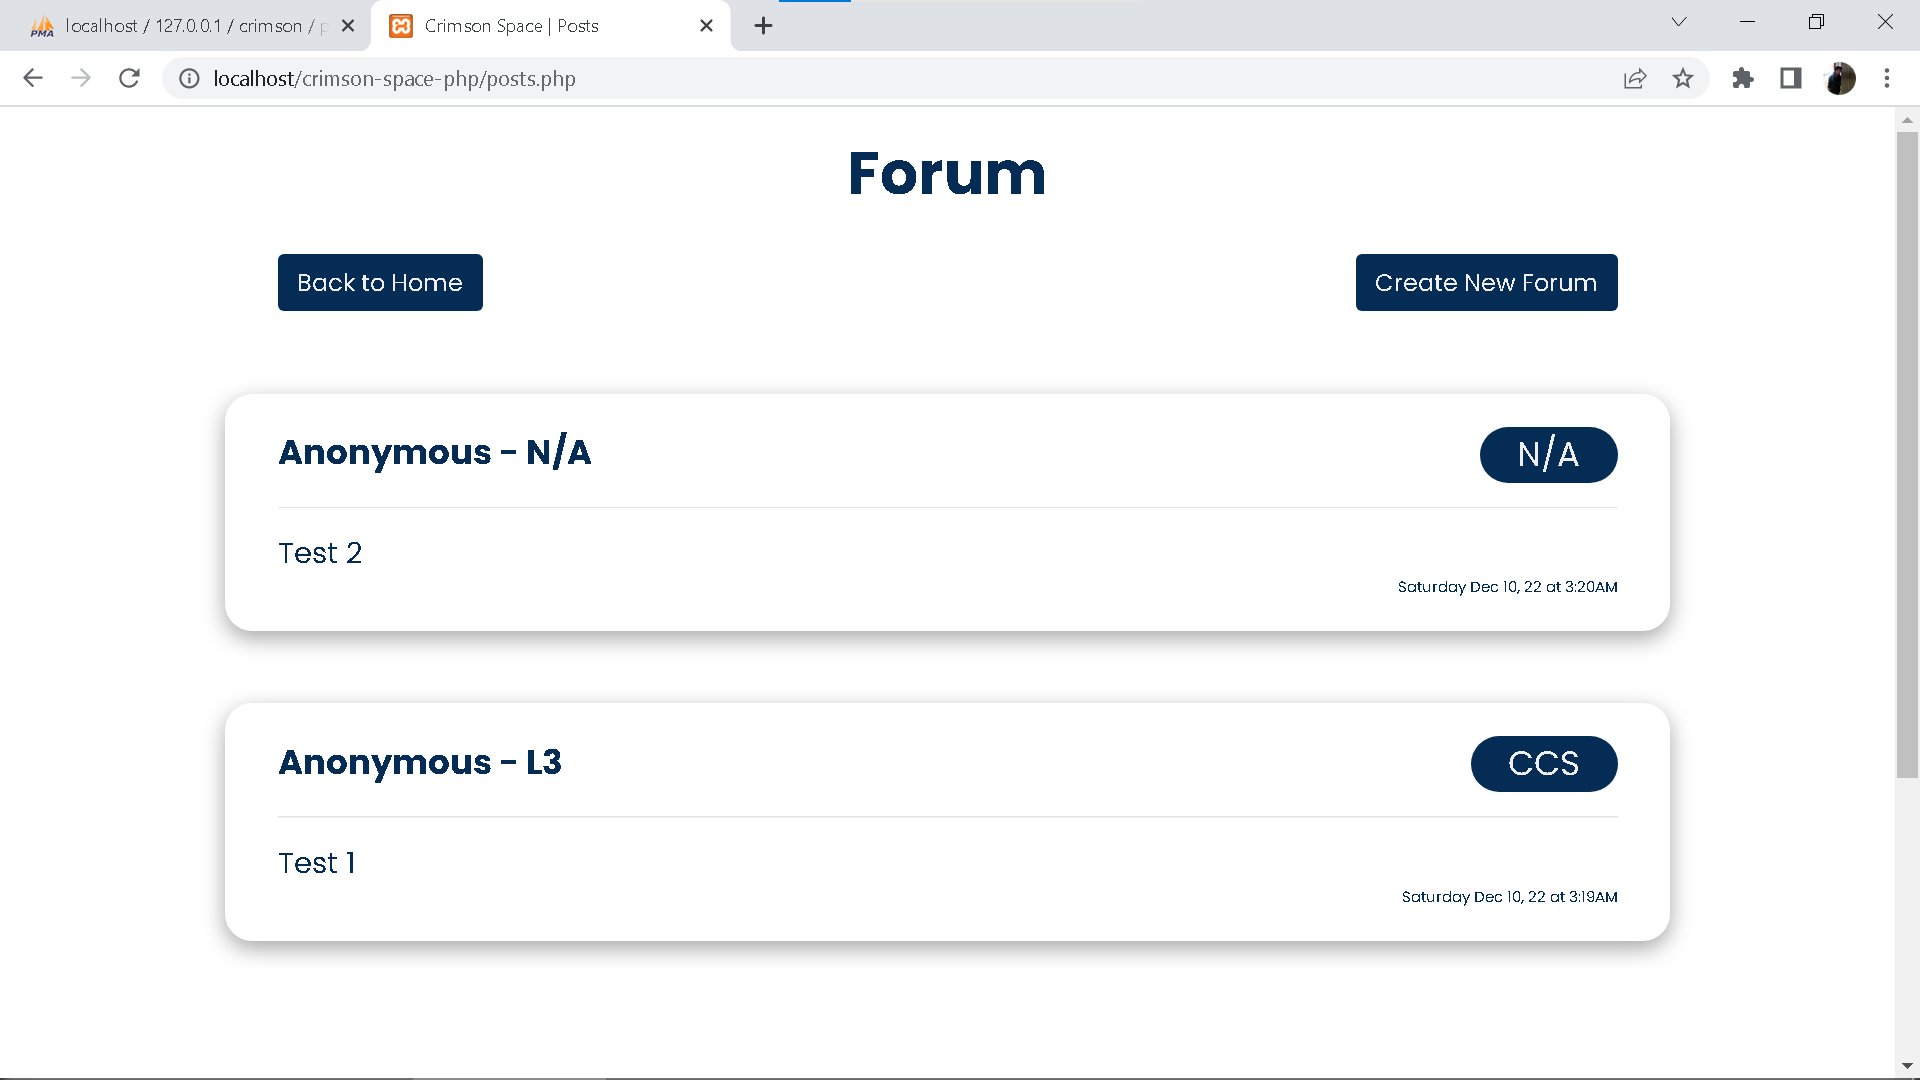 localhost / 127.0.0.1 / crimson / p
Crimson Space | Posts
localhost/crimson-space-php/posts.php
Forum
Back to Home
Create New Forum
Anonymous - N/A
N/A
Test 2
Saturday Dec 10, 22 at 3:20AM
Anonymous - L3
CCS
Test 1
Saturday Dec 10, 22 at 3:19AM